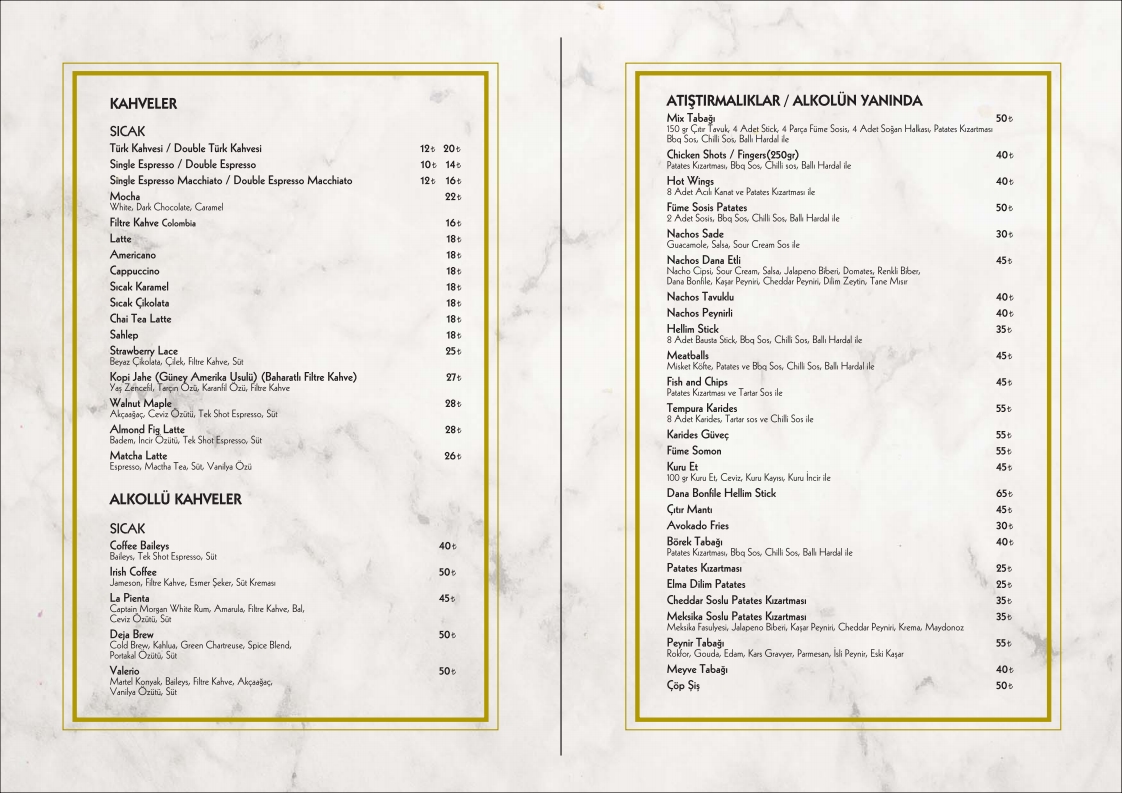 KAHVELER
SICAK
Türk Kahvesi / Double Türk Kahvesi 12₺ 20₺
Single Espresso / Double Espresso 10₺ 14₺
Single Espresso Macchiato / Double Espresso Macchiato 12₺ 16₺
Mocha 22₺
White, Dark Chocolate, Caramel
Filtre Kahve Colombia 16₺
Latte 18₺
Americano 18₺
Cappuccino 18₺
Sıcak Karamel 18₺
Sıcak Çikolata 18₺
Chai Tea Latte 18₺
Sahlep 18₺
Strawberry Lace 25₺
Beyaz Çikolata, Çilek, Filtre Kahve, Süt
Kopi Jahe (Güney Amerika Usulü) (Baharatlı Filtre Kahve) 27₺
Yaş Zencefil, Tarçın Özü, Karanfil Özü, Filtre Kahve
Walnut Maple 28₺
Akçaağaç, Ceviz Özütü, Tek Shot Espresso, Süt
Almond Fig Latte 28₺
Badem, İncir Özütü, Tek Shot Espresso, Süt
Matcha Latte 26₺
Espresso, Mactha Tea, Süt, Vanilya Özü
ALKOLLÜ KAHVELER
SICAK
Coffee Baileys 40₺
Baileys, Tek Shot Espresso, Süt
Irish Coffee 50₺
Jameson, Filtre Kahve, Esmer Şeker, Süt Kreması
La Pienta 45₺
Captain Morgan White Rum, Amarula, Filtre Kahve, Bal,
Ceviz Özütü, Süt
Deja Brew 50₺
Cold Brew, Kahlua, Green Chartreuse, Spice Blend,
Portakal Özütü, Süt
Valerio 50₺
Martel Konyak, Baileys, Filtre Kahve, Akçaağaç,
Vanilya Özütü, Süt
ATIŞTIRMALIKLAR / ALKOLÜN YANINDA
Mix Tabağı 50₺
150 gr Çıtır Tavuk, 4 Adet Stick, 4 Parça Füme Sosis, 4 Adet Soğan Halkası, Patates Kızartması
Bbq Sos, Chilli Sos, Ballı Hardal ile
Chicken Shots / Fingers(250gr) 40₺
Patates Kızartması, Bbq Sos, Chilli sos, Ballı Hardal ile
Hot Wings 40₺
8 Adet Acılı Kanat ve Patates Kızartması ile
Füme Sosis Patates 50₺
2 Adet Sosis, Bbq Sos, Chilli Sos, Ballı Hardal ile
Nachos Sade 30₺
Guacamole, Salsa, Sour Cream Sos ile
Nachos Dana Etli 45₺
Nacho Cipsi, Sour Cream, Salsa, Jalapeno Biberi, Domates, Renkli Biber,
Dana Bonfile, Kaşar Peyniri, Cheddar Peyniri, Dilim Zeytin, Tane Mısır
Nachos Tavuklu 40₺
Nachos Peynirli 40₺
Hellim Stick 35₺
8 Adet Bausta Stick, Bbq Sos, Chilli Sos, Ballı Hardal ile
Meatballs 45₺
Misket Köfte, Patates ve Bbq Sos, Chilli Sos, Ballı Hardal ile
Fish and Chips 45₺
Patates Kızartması ve Tartar Sos ile
Tempura Karides 55₺
8 Adet Karides, Tartar sos ve Chilli Sos ile
Karides Güveç 55₺
Füme Somon 55₺
Kuru Et 45₺
100 gr Kuru Et, Ceviz, Kuru Kayısı, Kuru İncir ile
Dana Bonfile Hellim Stick 65₺
Çıtır Mantı 45₺
Avokado Fries 30₺
Börek Tabağı 40₺
Patates Kızartması, Bbq Sos, Chilli Sos, Ballı Hardal ile
Patates Kızartması 25₺
Elma Dilim Patates 25₺
Cheddar Soslu Patates Kızartması 35₺
Meksika Soslu Patates Kızartması 35₺
Meksika Fasulyesi, Jalapeno Biberi, Kaşar Peyniri, Cheddar Peyniri, Krema, Maydonoz
Peynir Tabağı 55₺
Rokfor, Gouda, Edam, Kars Gravyer, Parmesan, İsli Peynir, Eski Kaşar
Meyve Tabağı 40₺
Çöp Şiş 50₺